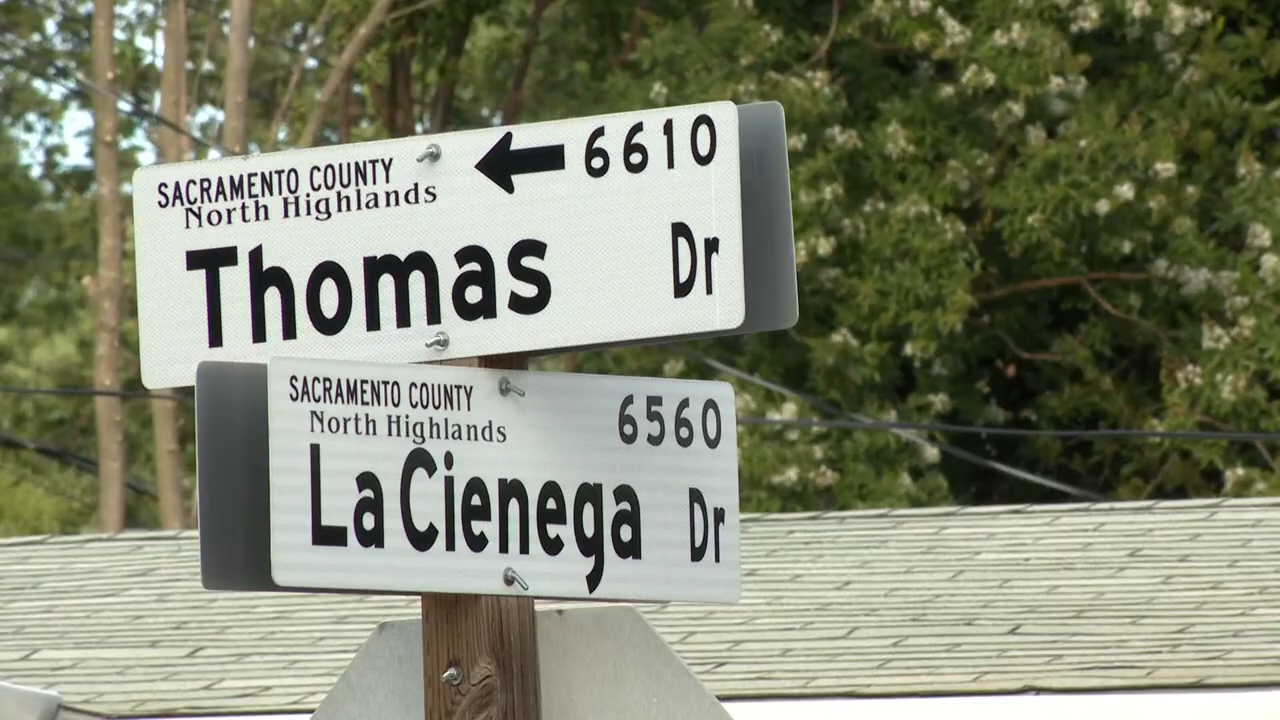 SACRAMENTO COUNTY ← 6610
North Highlands
Thomas Dr
SACRAMENTO COUNTY 6560
North Highlands
La Cienega Dr